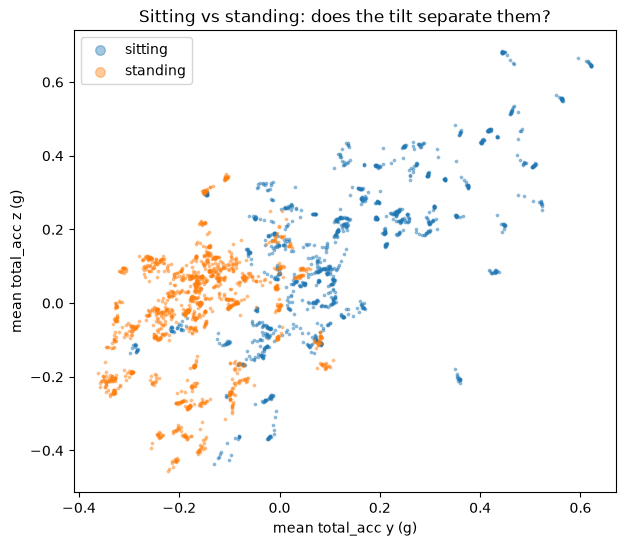 Sitting vs standing: does the tilt separate them?
sitting
standing
mean total_acc z (g)
0.6
0.4
0.2
0.0
−0.2
−0.4
−0.4
−0.2
0.0
0.2
0.4
0.6
mean total_acc y (g)